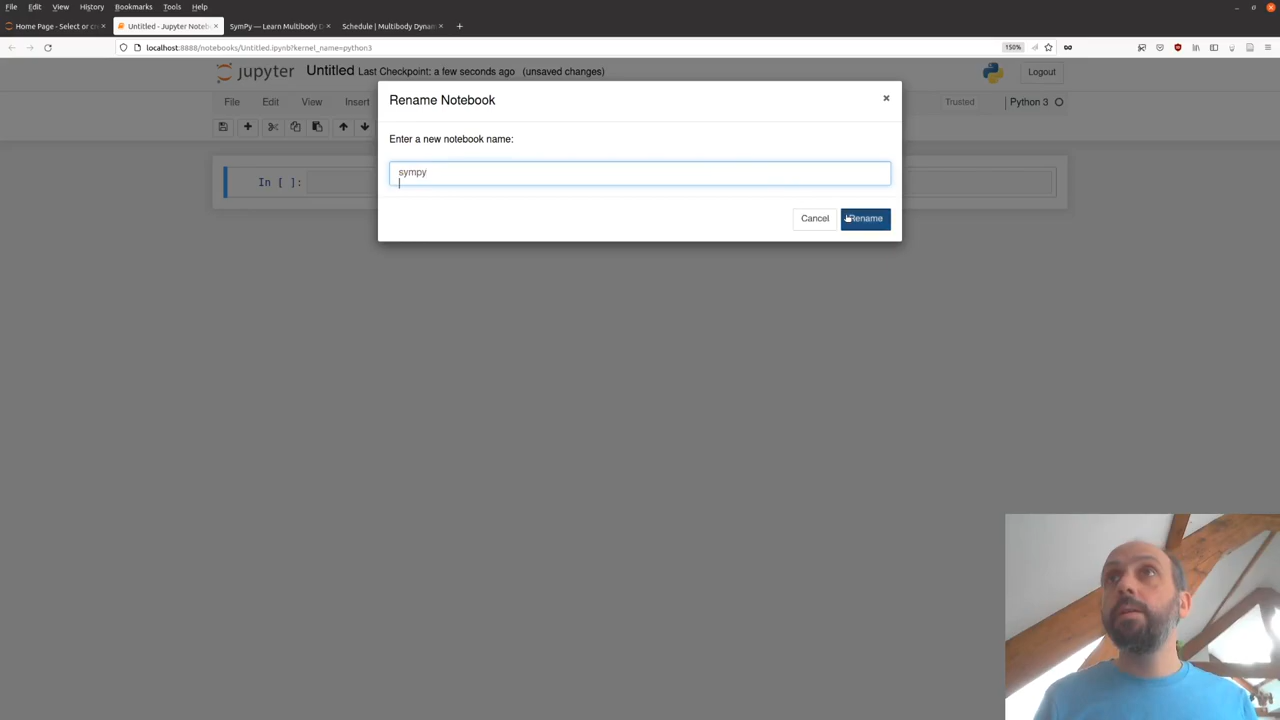 File Edit View History Bookmarks Tools Help
Home Page - Select or cr
Untitled - Jupyter Noteb
SymPy — Learn Multibody D
Schedule | Multibody Dyna
localhost:8888/notebooks/Untitled.ipynb?kernel_name=python3
150%
jupyter Untitled Last Checkpoint: a few seconds ago (unsaved changes)
Logout
File Edit View Insert
Trusted
Python 3
Rename Notebook
Enter a new notebook name:
sympy
Cancel
Rename
In [ ]: